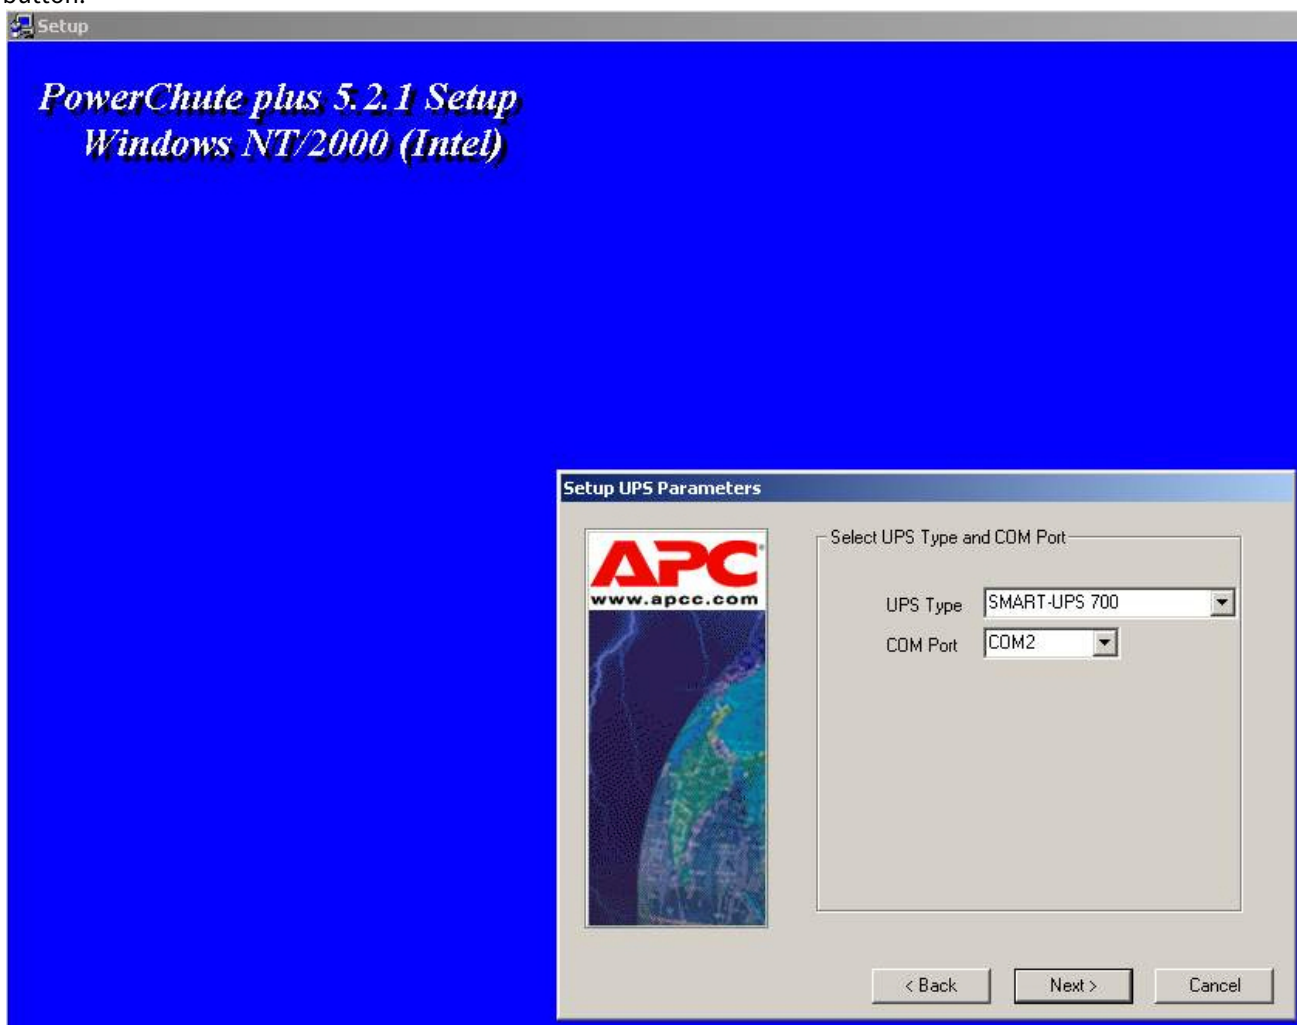 button.
Setup
PowerChute plus 5.2.1 Setup
Windows NT/2000 (Intel)
Setup UPS Parameters
APC
www.apcc.com
Select UPS Type and COM Port
UPS Type SMART-UPS 700
COM Port COM2
< Back Next > Cancel